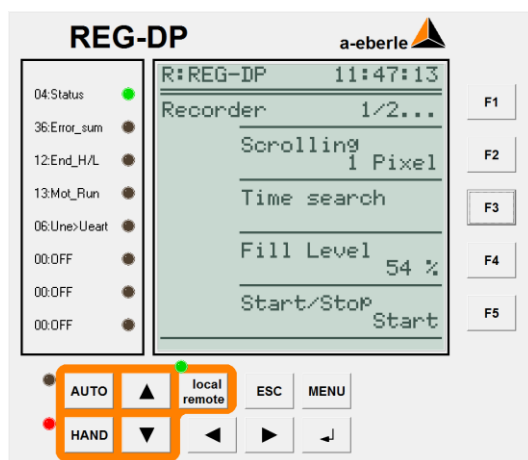 REG-DP
a-eberle
04:Status
36:Error_sum
12:End_H/L
13:Mot_Run
06:Une>Ueart
00:OFF
00:OFF
00:OFF
R:REG-DP 11:47:13
Recorder 1/2...
Scrolling
1 Pixel
Time search
Fill Level
54 %
Start/Stop
Start
F1
F2
F3
F4
F5
AUTO
local
remote
ESC
MENU
HAND